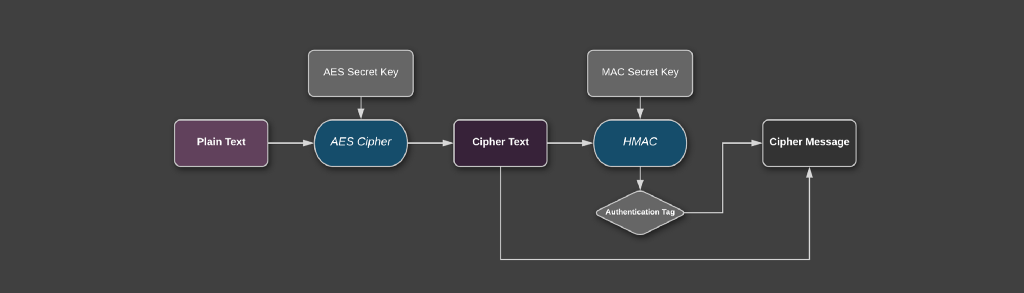 AES Secret Key
MAC Secret Key
Plain Text
AES Cipher
Cipher Text
HMAC
Cipher Message
Authentication Tag